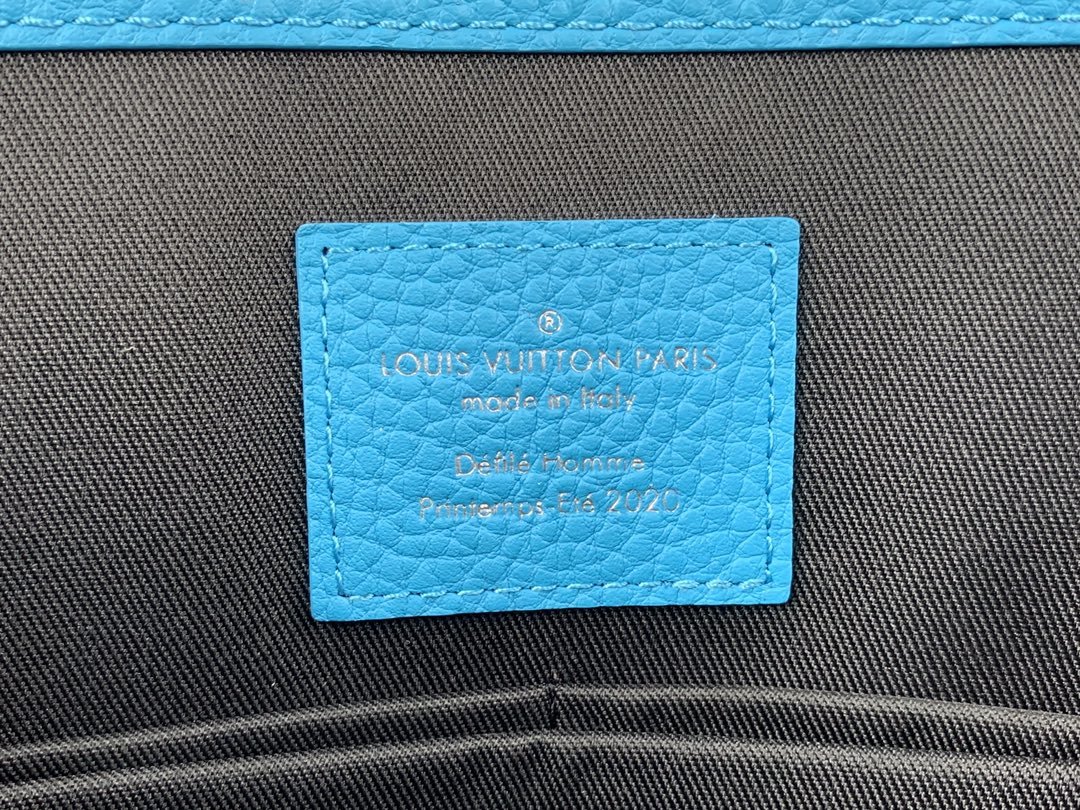 ®
LOUIS VUITTON PARIS
made in Italy
Défilé Homme
Printemps-Eté 2020